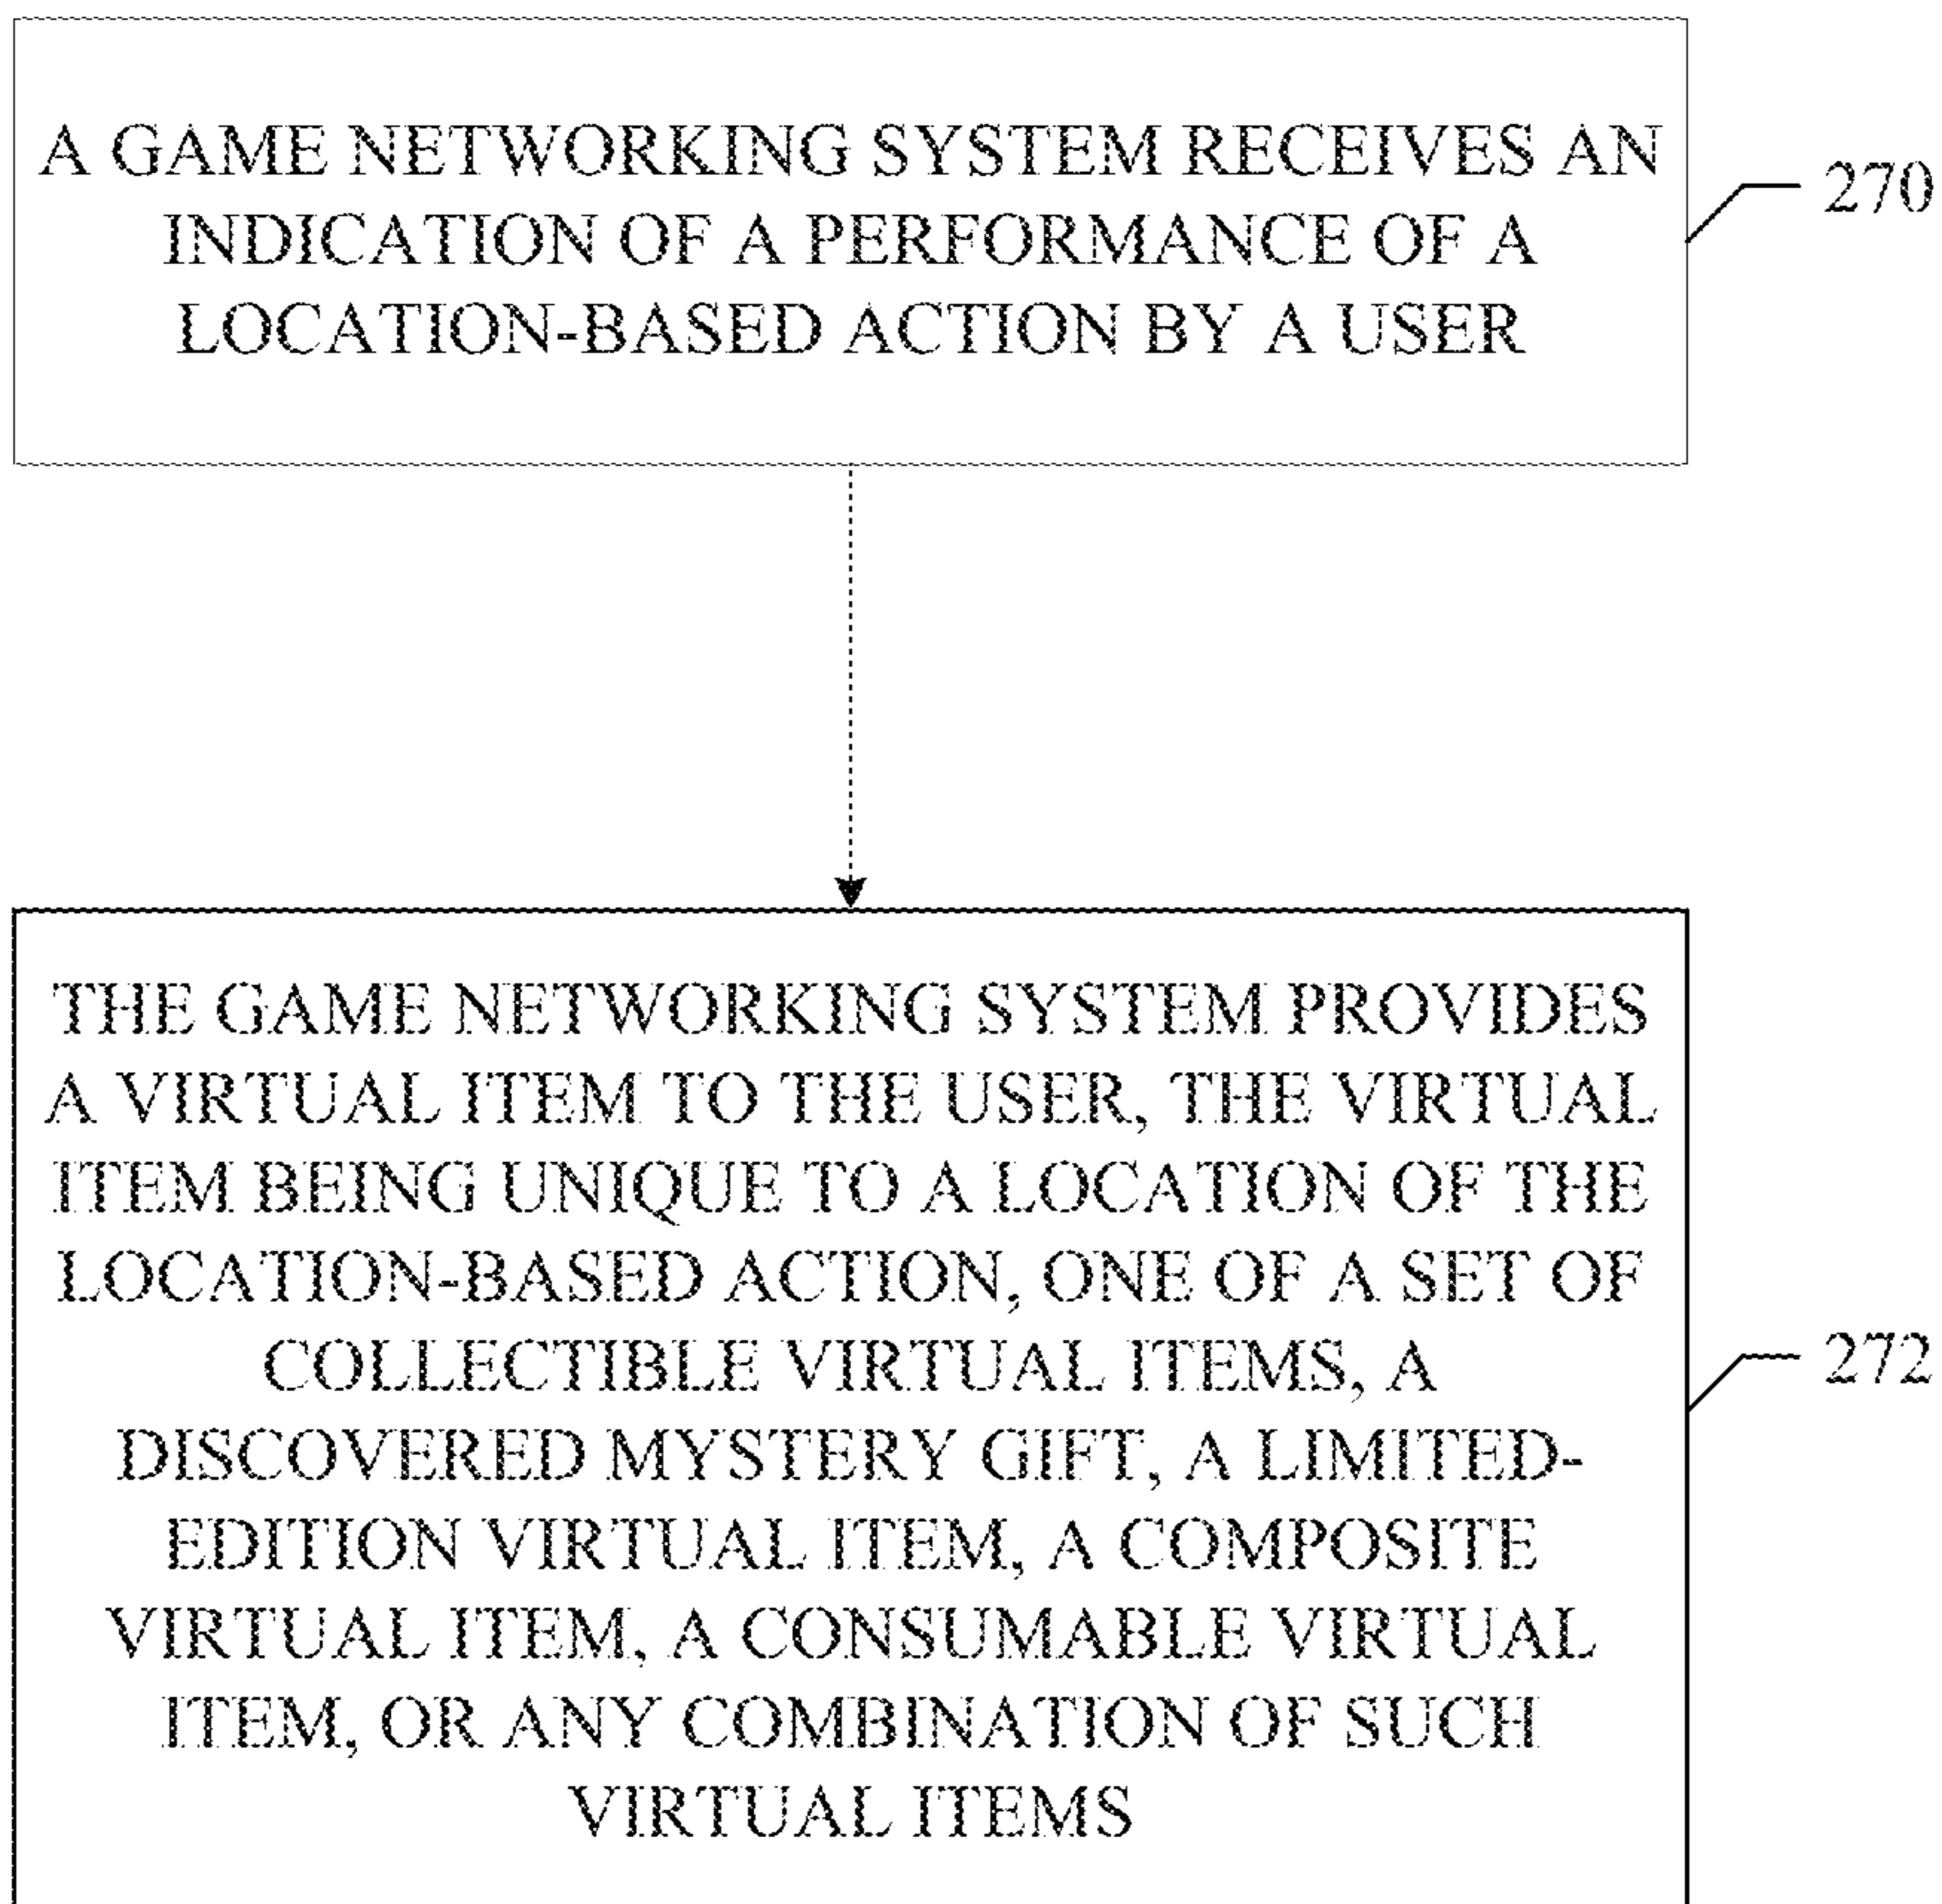 A GAME NETWORKING SYSTEM RECEIVES AN
INDICATION OF A PERFORMANCE OF A
LOCATION-BASED ACTION BY A USER
270
THE GAME NETWORKING SYSTEM PROVIDES
A VIRTUAL ITEM TO THE USER, THE VIRTUAL
ITEM BEING UNIQUE TO A LOCATION OF THE
LOCATION-BASED ACTION, ONE OF A SET OF
COLLECTIBLE VIRTUAL ITEMS, A
DISCOVERED MYSTERY GIFT, A LIMITED-
EDITION VIRTUAL ITEM, A COMPOSITE
VIRTUAL ITEM, A CONSUMABLE VIRTUAL
ITEM, OR ANY COMBINATION OF SUCH
VIRTUAL ITEMS
272